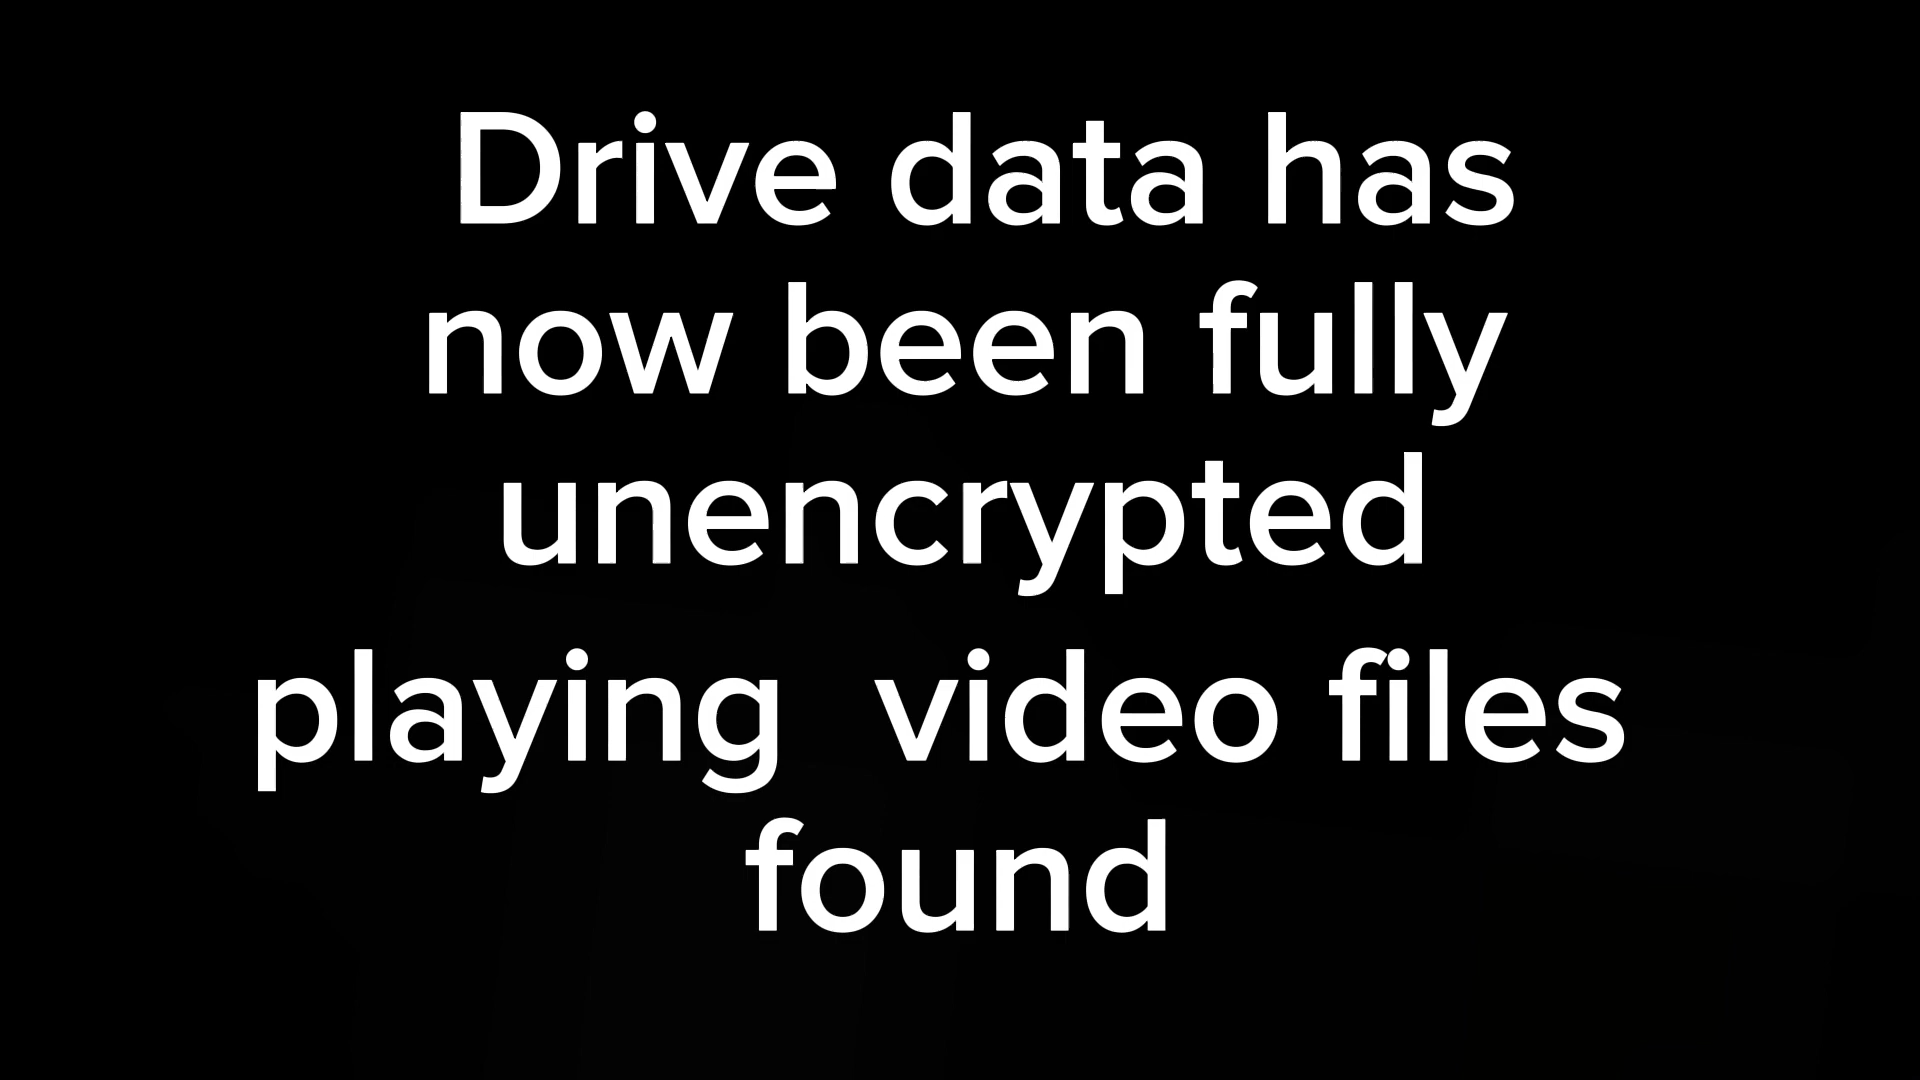 Drive data has
now been fully
unencrypted
playing  video files
found